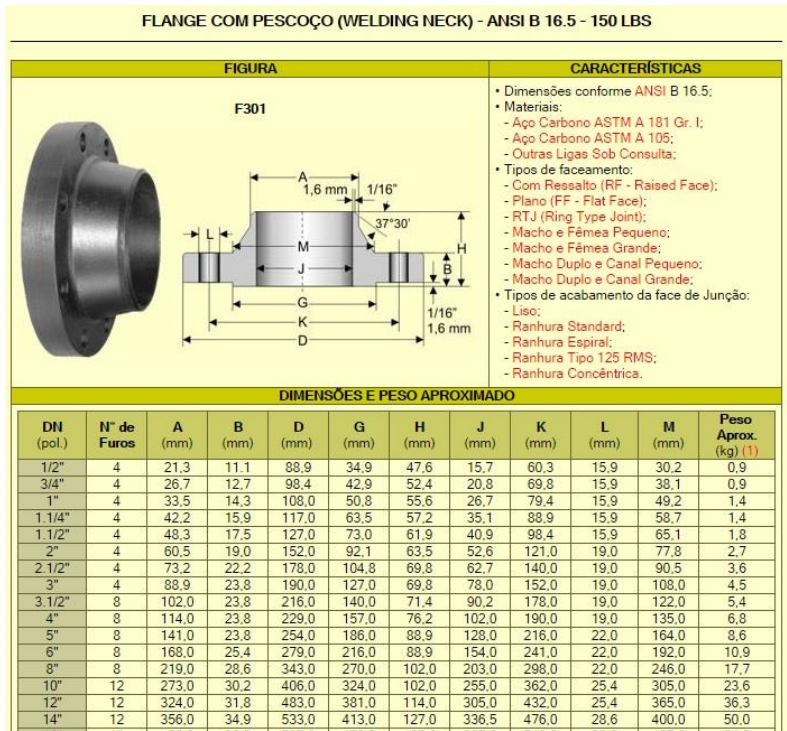 FLANGE COM PESCOÇO (WELDING NECK) - ANSI B 16.5 - 150 LBS
FIGURA
CARACTERÍSTICAS
F301
A
1,6 mm
1/16"
37°30'
L
M
J
H
B
G
K
D
1/16"
1,6 mm
• Dimensões conforme ANSI B 16.5;
• Materiais:
- Aço Carbono ASTM A 181 Gr. I;
- Aço Carbono ASTM A 105;
- Outras Ligas Sob Consulta;
• Tipos de faceamento:
- Com Ressalto (RF - Raised Face);
- Plano (FF - Flat Face);
- RTJ (Ring Type Joint);
- Macho e Fêmea Pequeno;
- Macho e Fêmea Grande;
- Macho Duplo e Canal Pequeno;
- Macho Duplo e Canal Grande;
• Tipos de acabamento da face de Junção:
- Liso;
- Ranhura Standard;
- Ranhura Espiral;
- Ranhura Tipo 125 RMS;
- Ranhura Concêntrica.
DIMENSÕES E PESO APROXIMADO
DN (pol.) N° de Furos A (mm) B (mm) D (mm) G (mm) H (mm) J (mm) K (mm) L (mm) M (mm) Peso Aprox. (kg) (1)
1/2" 4 21,3 11.1 88,9 34,9 47,6 15,7 60,3 15,9 30,2 0,9
3/4" 4 26,7 12,7 98,4 42,9 52,4 20,8 69,8 15,9 38,1 0,9
1" 4 33,5 14,3 108,0 50,8 55,6 26,7 79,4 15,9 49,2 1,4
1.1/4" 4 42,2 15,9 117,0 63,5 57,2 35,1 88,9 15,9 58,7 1,4
1.1/2" 4 48,3 17,5 127,0 73,0 61,9 40,9 98,4 15,9 65,1 1,8
2" 4 60,5 19,0 152,0 92,1 63,5 52,6 121,0 19,0 77,8 2,7
2.1/2" 4 73,2 22,2 178,0 104,8 69,8 62,7 140,0 19,0 90,5 3,6
3" 4 88,9 23,8 190,0 127,0 69,8 78,0 152,0 19,0 108,0 4,5
3.1/2" 8 102,0 23,8 216,0 140,0 71,4 90,2 178,0 19,0 122,0 5,4
4" 8 114,0 23,8 229,0 157,0 76,2 102,0 190,0 19,0 135,0 6,8
5" 8 141,0 23,8 254,0 186,0 88,9 128,0 216,0 22,0 164,0 8,6
6" 8 168,0 25,4 279,0 216,0 88,9 154,0 241,0 22,0 192,0 10,9
8" 8 219,0 28,6 343,0 270,0 102,0 203,0 298,0 22,0 246,0 17,7
10" 12 273,0 30,2 406,0 324,0 102,0 255,0 362,0 25,4 305,0 23,6
12" 12 324,0 31,8 483,0 381,0 114,0 305,0 432,0 25,4 365,0 36,3
14" 12 356,0 34,9 533,0 413,0 127,0 336,5 476,0 28,6 400,0 50,0